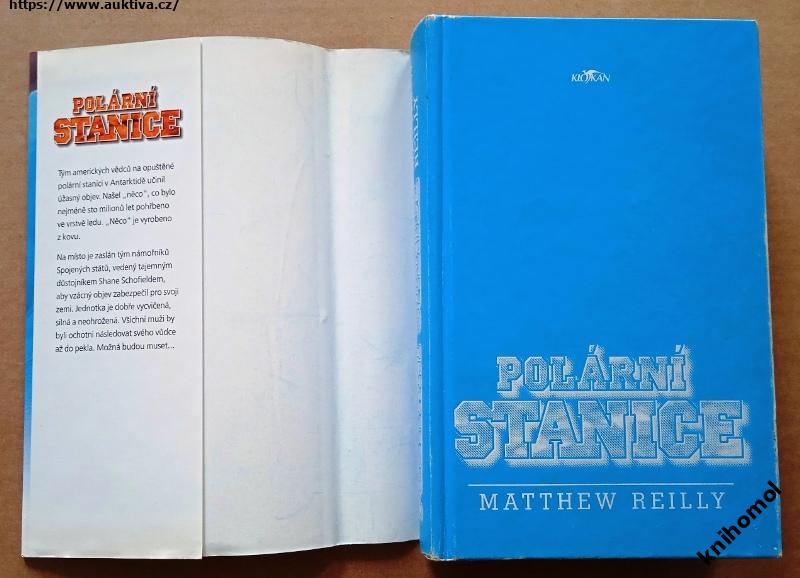 https://www.auktiva.cz/
POLÁRNÍ
STANICE
Tým amerických vědců na opuštěné
polární stanici v Antarktidě učinil
úžasný objev. Našel „něco", co bylo
nejméně sto milionů let pohřbeno
ve vrstvě ledu. „Něco" je vyrobeno
z kovu.
Na místo je zaslán tým námořníků
Spojených států, vedený tajemným
důstojníkem Shane Schofieldem,
aby vzácný objev zabezpečil pro svoji
zemi. Jednotka je dobře vycvičená,
silná a neohrožená. Všichni muži by
byli ochotni následovat svého vůdce
až do pekla. Možná budou muset...
REILLY
KLOKAN
POLÁRNÍ
STANICE
MATTHEW REILLY
knihomol